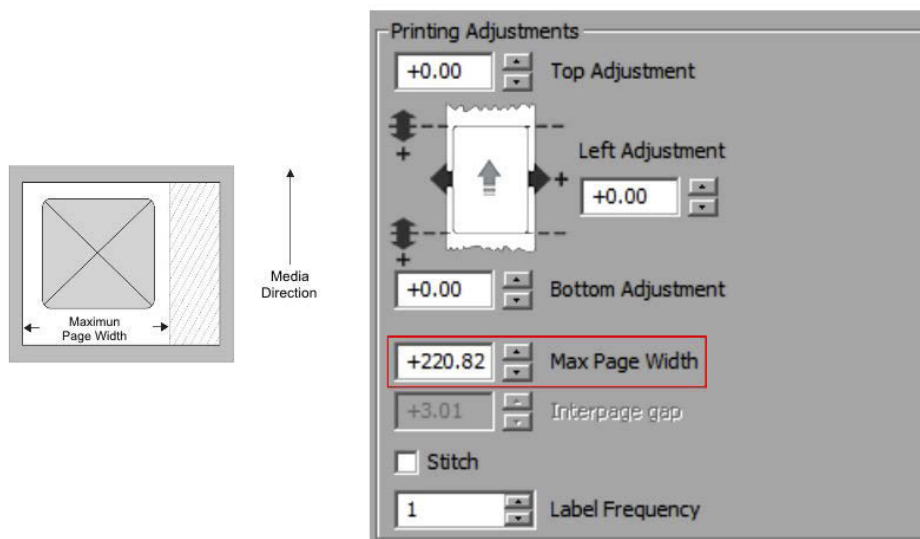 Maximun
Page Width
Media
Direction
Printing Adjustments
+0.00
Top Adjustment
+
Left Adjustment
+
+0.00
+
+0.00
Bottom Adjustment
+220.82
Max Page Width
+3.01
Interpage gap
Stitch
1
Label Frequency